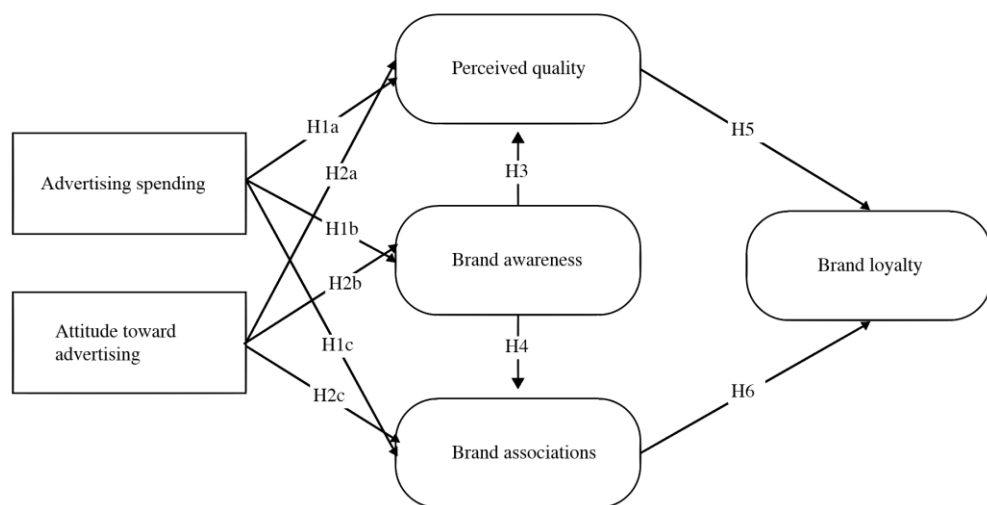 Perceived quality
H1a
H5
Advertising spending
H2a
H3
H1b
Brand awareness
Brand loyalty
H2b
Attitude toward
advertising
H1c
H4
H2c
H6
Brand associations